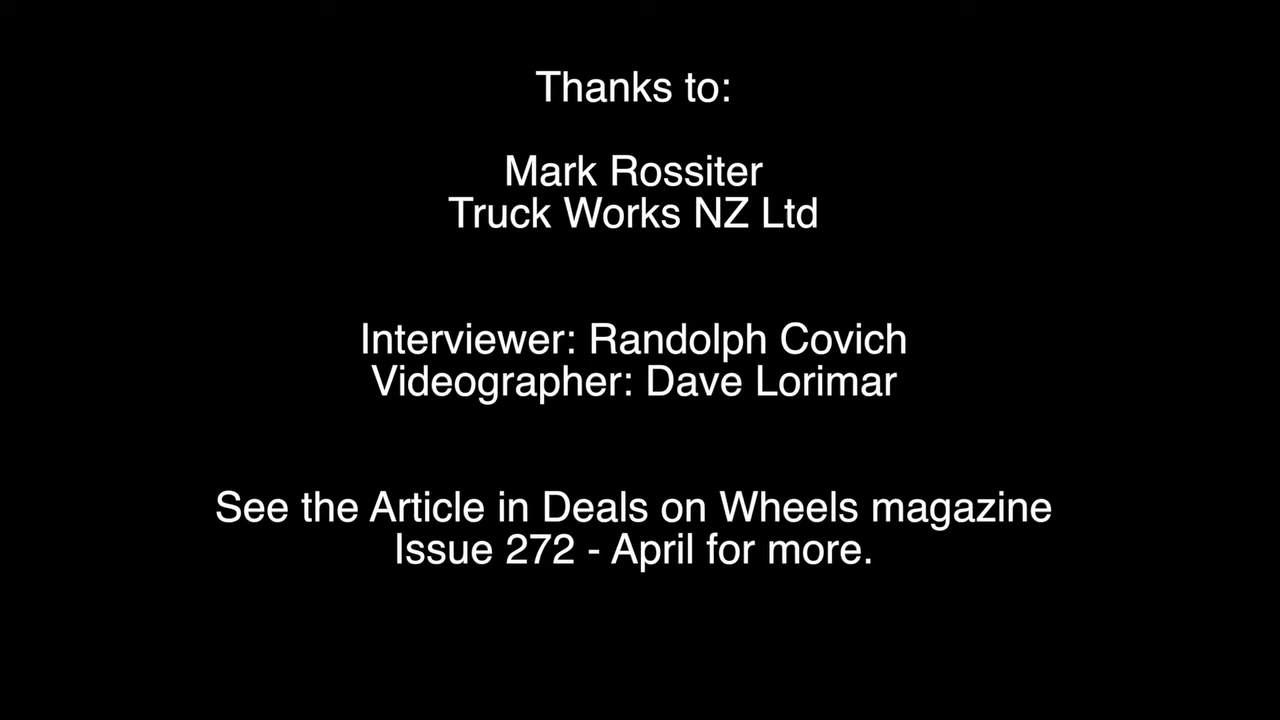 Thanks to:
Mark Rossiter
Truck Works NZ Ltd
Interviewer: Randolph Covich
Videographer: Dave Lorimar
See the Article in Deals on Wheels magazine
Issue 272 - April for more.